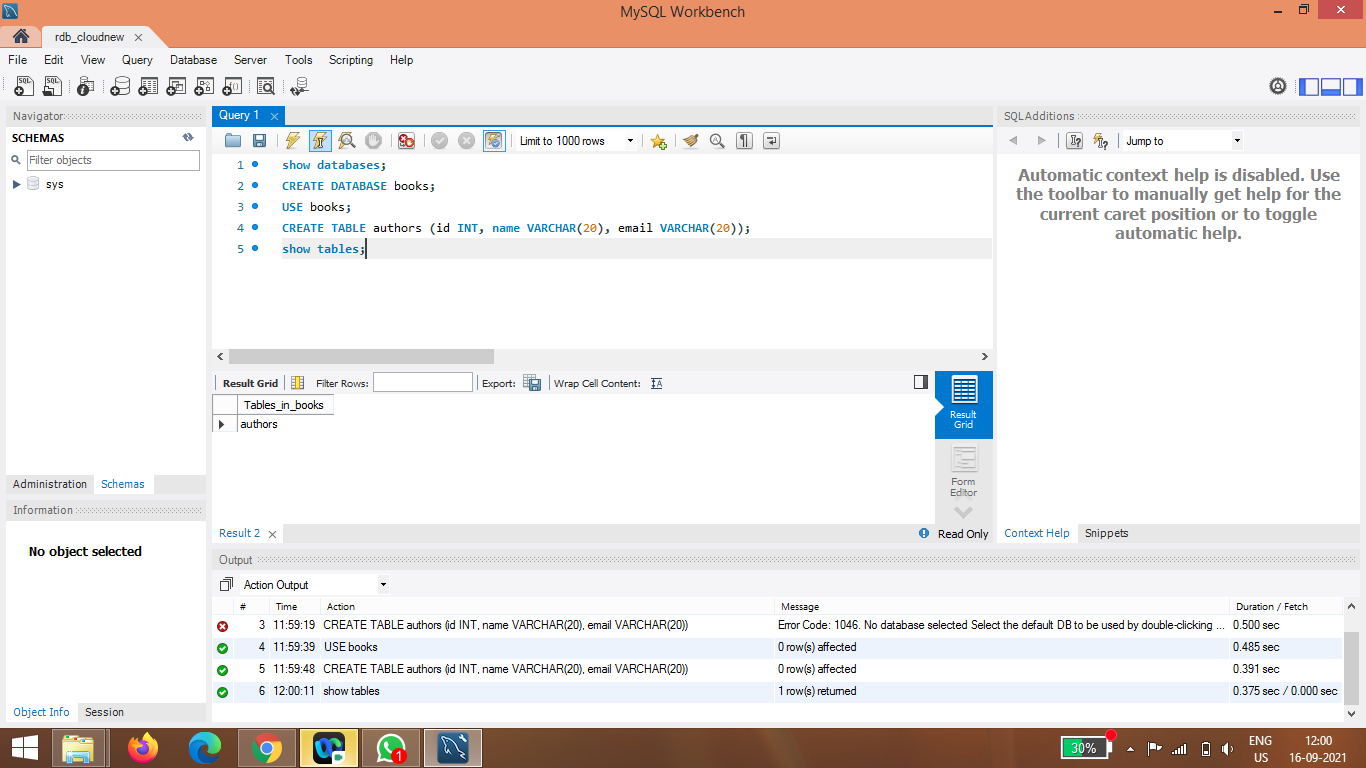 MySQL Workbench
rdb_cloudnew
File Edit View Query Database Server Tools Scripting Help
Navigator
SCHEMAS
Filter objects
sys
Administration Schemas
Information
No object selected
Object Info Session
Query 1
Limit to 1000 rows
1 show databases;
2 CREATE DATABASE books;
3 USE books;
4 CREATE TABLE authors (id INT, name VARCHAR(20), email VARCHAR(20));
5 show tables;
Result Grid Filter Rows: Export: Wrap Cell Content:
Tables_in_books
authors
Result Grid
Form Editor
Result 2 Read Only
SQLAdditions
Jump to
Automatic context help is disabled. Use
the toolbar to manually get help for the
current caret position or to toggle
automatic help.
Context Help Snippets
Output
Action Output
# Time Action Message Duration / Fetch
3 11:59:19 CREATE TABLE authors (id INT, name VARCHAR(20), email VARCHAR(20)) Error Code: 1046. No database selected Select the default DB to be used by double-clicking ... 0.500 sec
4 11:59:39 USE books 0 row(s) affected 0.485 sec
5 11:59:48 CREATE TABLE authors (id INT, name VARCHAR(20), email VARCHAR(20)) 0 row(s) affected 0.391 sec
6 12:00:11 show tables 1 row(s) returned 0.375 sec / 0.000 sec
1
30%
ENG
US
12:00
16-09-2021